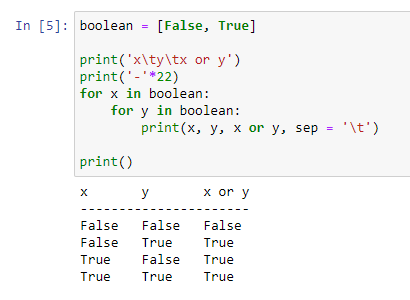 In [5]: boolean = [False, True]
print('x\ty\tx or y')
print('-'*22)
for x in boolean:
    for y in boolean:
        print(x, y, x or y, sep = '\t')
print()
x	y	x or y
----------------------
False	False	False
False	True	True
True	False	True
True	True	True